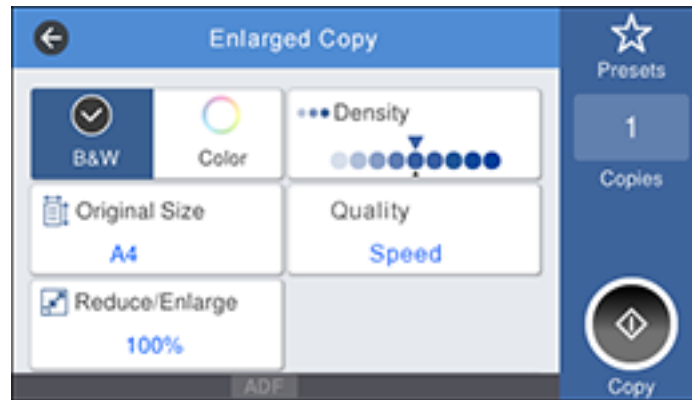 Enlarged Copy
Presets
B&W
Color
Density
1
Copies
Original Size
A4
Quality
Speed
Reduce/Enlarge
100%
ADF
Copy